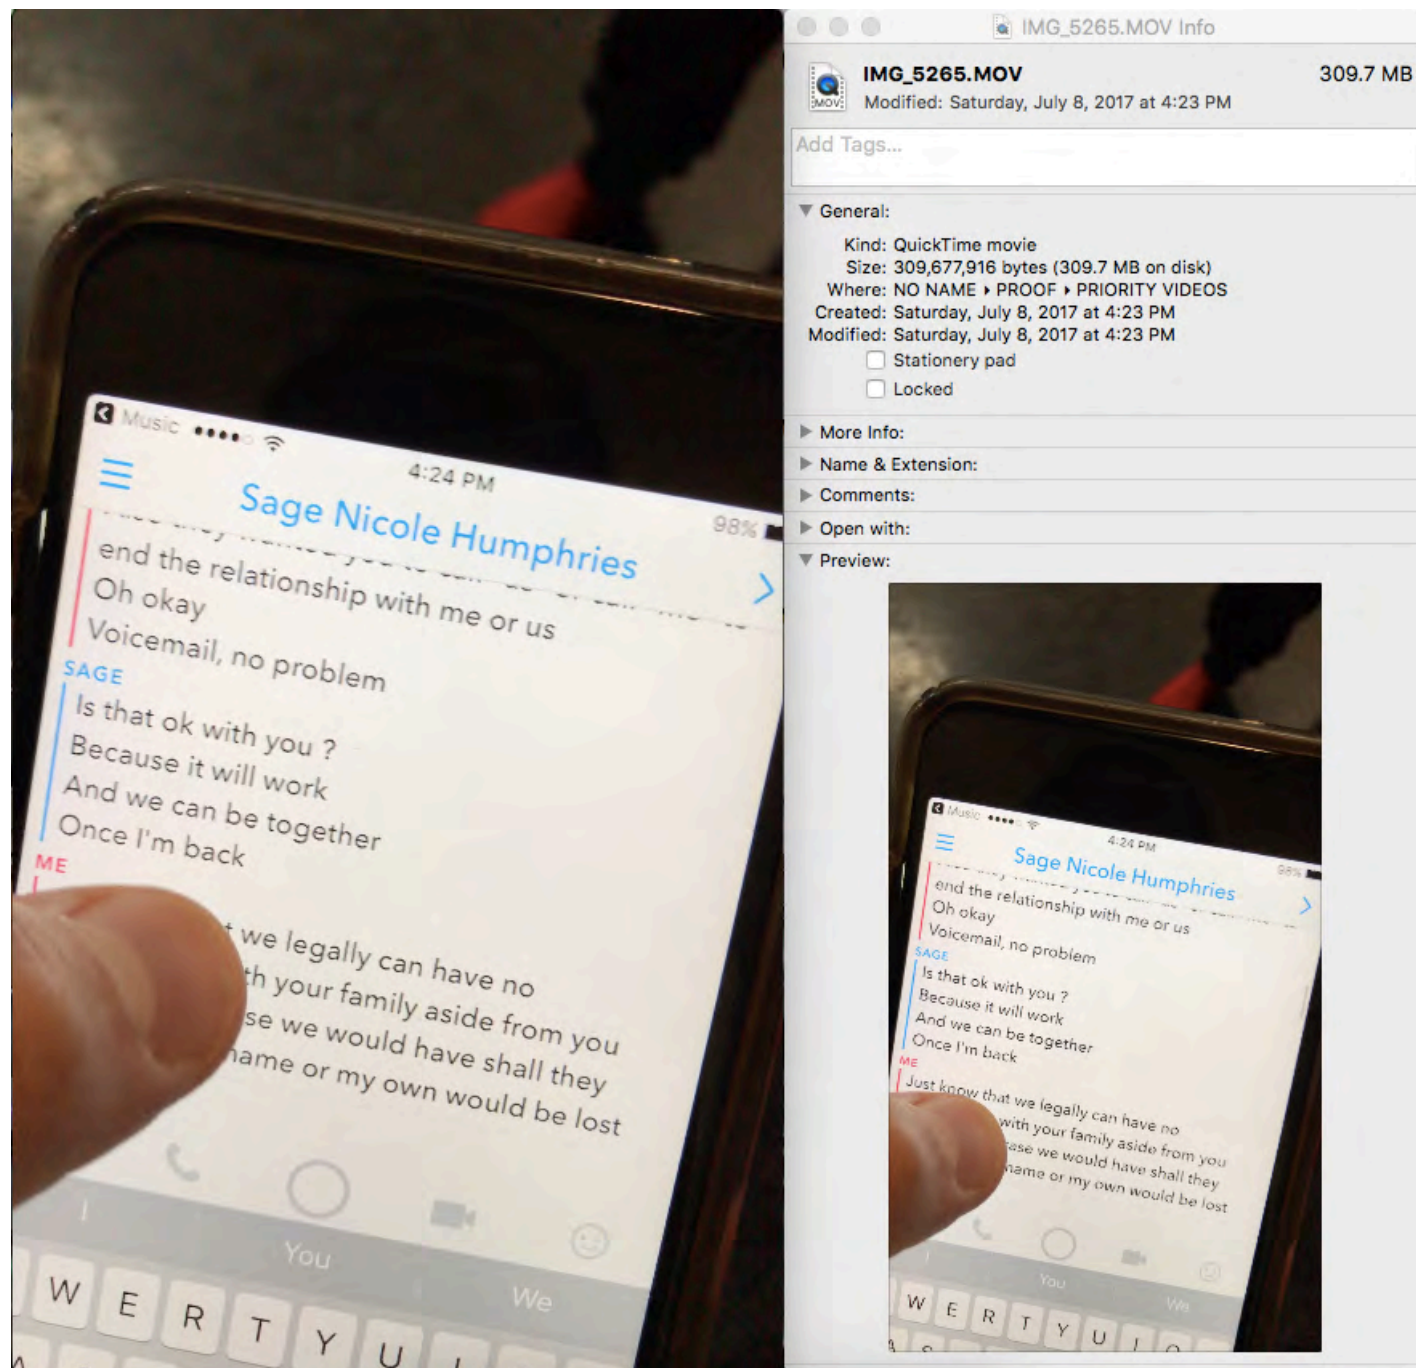 Music
4:24 PM
98%
Sage Nicole Humphries
end the relationship with me or us
Oh okay
Voicemail, no problem
SAGE
Is that ok with you ?
Because it will work
And we can be together
Once I'm back
ME
we legally can have no
your family aside from you
we would have shall they
name or my own would be lost
I
You
We
W E R T Y U
IMG_5265.MOV Info
IMG_5265.MOV
309.7 MB
Modified: Saturday, July 8, 2017 at 4:23 PM
MOV
Add Tags...
General:
Kind: QuickTime movie
Size: 309,677,916 bytes (309.7 MB on disk)
Where: NO NAME ▸ PROOF ▸ PRIORITY VIDEOS
Created: Saturday, July 8, 2017 at 4:23 PM
Modified: Saturday, July 8, 2017 at 4:23 PM
Stationery pad
Locked
More Info:
Name & Extension:
Comments:
Open with:
Preview:
Music
4:24 PM
98%
Sage Nicole Humphries
end the relationship with me or us
Oh okay
Voicemail, no problem
SAGE
Is that ok with you ?
Because it will work
And we can be together
Once I'm back
ME
Just know that we legally can have no
with your family aside from you
we would have shall they
name or my own would be lost
I
You
We
W E R T Y U I O